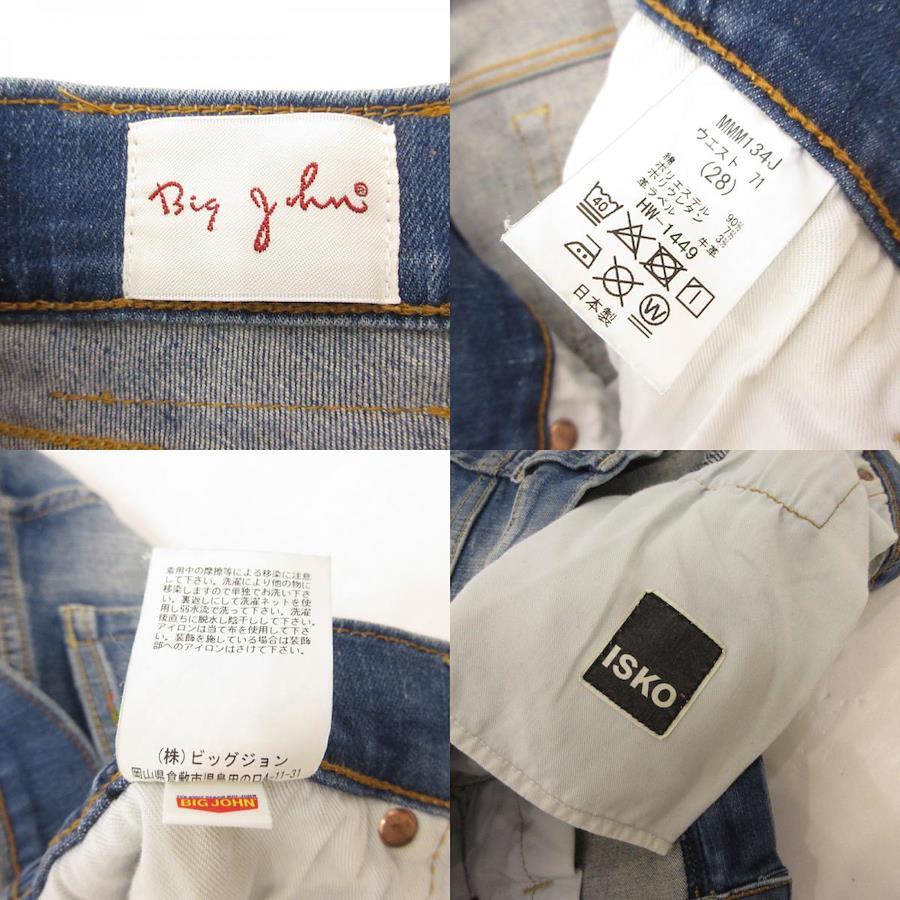 Big John®
MMM134J
ウエスト 71
(28)
綿 90%
ポリエステル 7%
ポリウレタン 3%
革ラベル 牛革
HW-1449
40
W
日本製
着用中の摩擦等による移染に注意
して下さい。洗濯により他の物に
移染しますので単独でお洗い下さ
い。裏返しにして洗濯ネットを使
用し弱水流で洗って下さい。洗濯
後直ちに脱水し陰干しして下さい。
アイロンは当て布を使用して下さ
い。装飾を施している場合は装飾
部へのアイロンはさけて下さい。
(株)ビッグジョン
岡山県倉敷市児島田の口4-11-31
BIG JOHN
ISKO